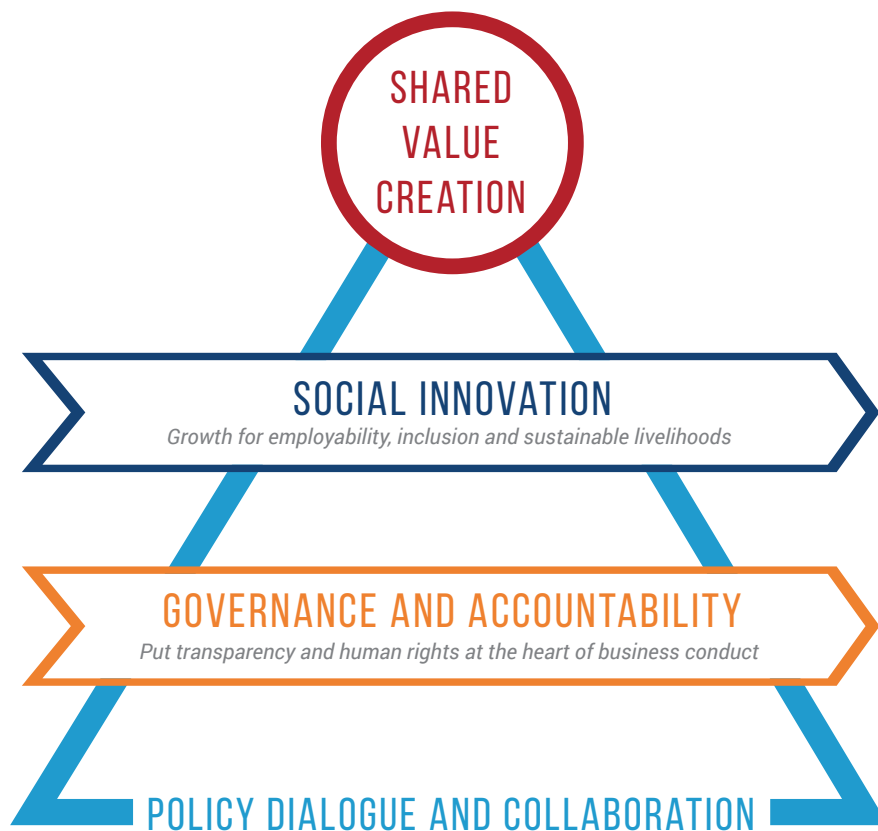 SHARED
VALUE
CREATION
SOCIAL INNOVATION
Growth for employability, inclusion and sustainable livelihoods
GOVERNANCE AND ACCOUNTABILITY
Put transparency and human rights at the heart of business conduct
POLICY DIALOGUE AND COLLABORATION